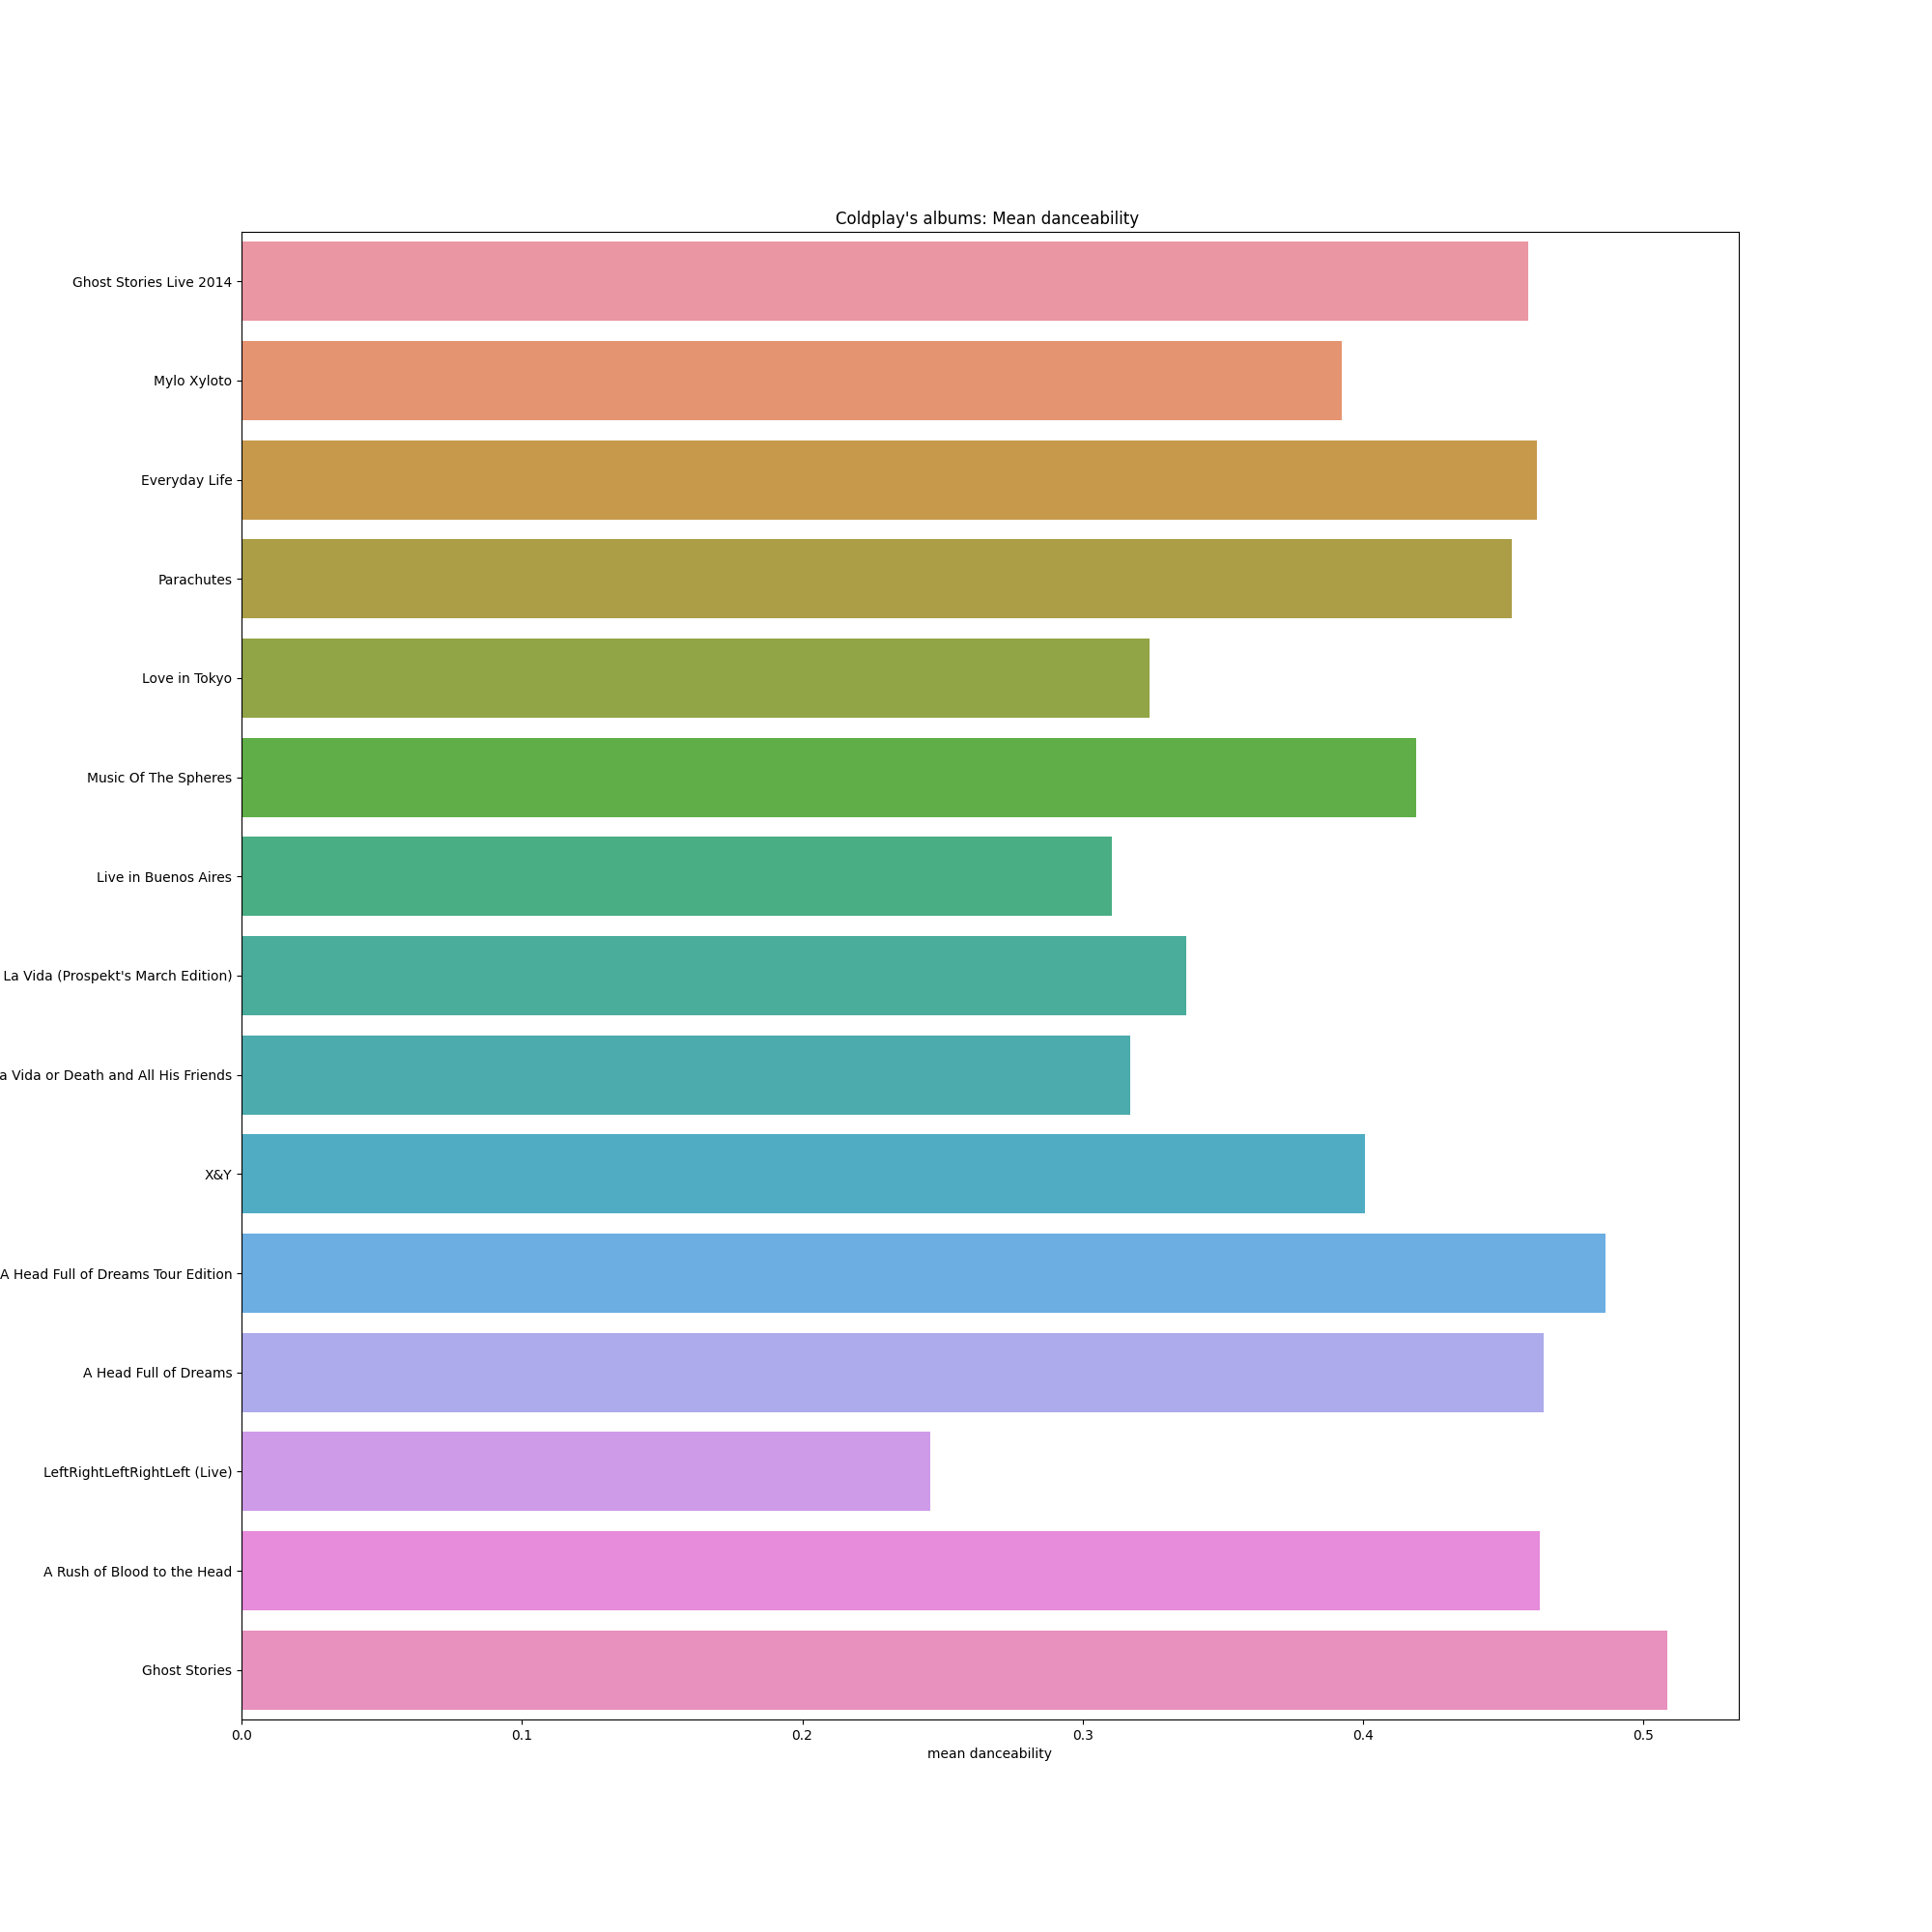 Coldplay's albums: Mean danceability
Ghost Stories Live 2014
Mylo Xyloto
Everyday Life
Parachutes
Love in Tokyo
Music Of The Spheres
Live in Buenos Aires
La Vida (Prospekt's March Edition)
a Vida or Death and All His Friends
X&Y
A Head Full of Dreams Tour Edition
A Head Full of Dreams
LeftRightLeftRightLeft (Live)
A Rush of Blood to the Head
Ghost Stories
0.0 0.1 0.2 0.3 0.4 0.5
mean danceability